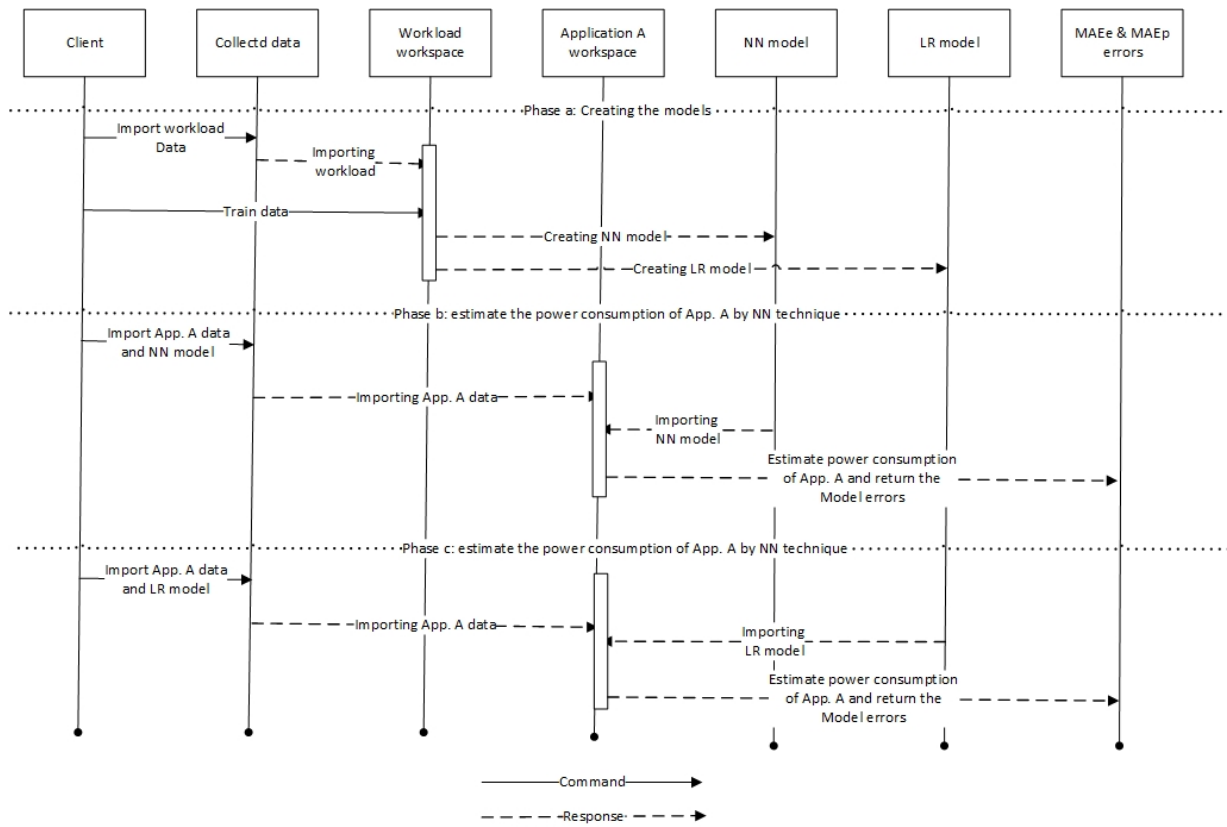 Client
Collectd data
Workload
workspace
Application A
workspace
NN model
LR model
MAEe & MAEp
errors
Phase a: Creating the models
Import workload
Data
Importing
workload
Train data
Creating NN model
Creating LR model
Phase b: estimate the power consumption of App. A by NN technique
Import App. A data
and NN model
Importing App. A data
Importing
NN model
Estimate power consumption
of App. A and return the
Model errors
Phase c: estimate the power consumption of App. A by NN technique
Import App. A data
and LR model
Importing App. A data
Importing
LR model
Estimate power consumption
of App. A and return the
Model errors
Command
Response